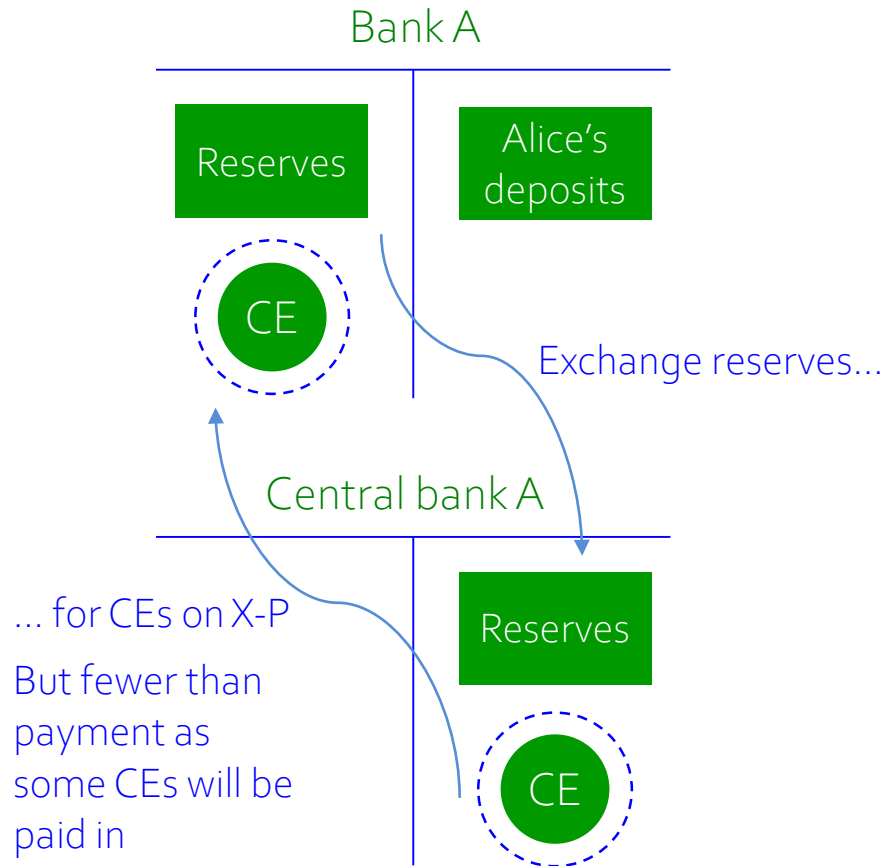 Bank A
Reserves
Alice’s
deposits
CE
Exchange reserves...
Central bank A
... for CEs on X-P
But fewer than
payment as
some CEs will be
paid in
Reserves
CE